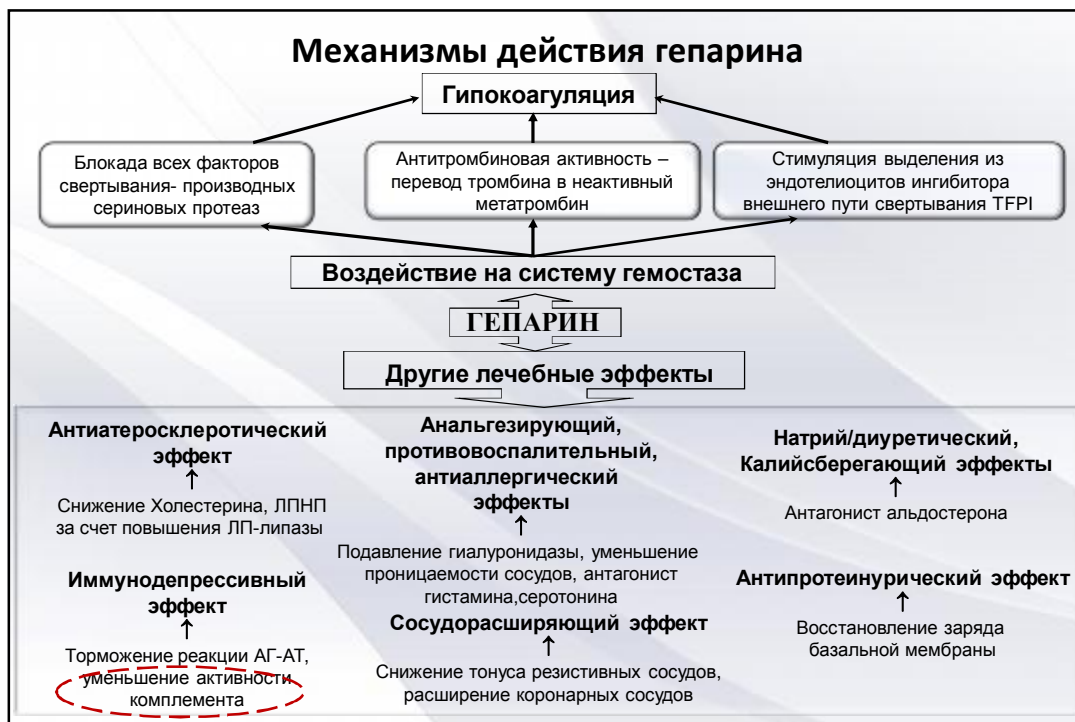 Механизмы действия гепарина
Гипокоагуляция
Блокада всех факторов
свертывания- производных
сериновых протеаз
Антитромбиновая активность –
перевод тромбина в неактивный
метатромбин
Стимуляция выделения из
эндотелиоцитов ингибитора
внешнего пути свертывания TFPI
Воздействие на систему гемостаза
ГЕПАРИН
Другие лечебные эффекты
Антиатеросклеротический
эффект
Снижение Холестерина, ЛПНП
за счет повышения ЛП-липазы
Иммунодепрессивный
эффект
Торможение реакции АГ-АТ,
уменьшение активности
комплемента
Анальгезирующий,
противовоспалительный,
антиаллергический
эффекты
Подавление гиалуронидазы, уменьшение
проницаемости сосудов, антагонист
гистамина,серотонина
Сосудорасширяющий эффект
Снижение тонуса резистивных сосудов,
расширение коронарных сосудов
Натрий/диуретический,
Калийсберегающий эффекты
Антагонист альдостерона
Антипротеинурический эффект
Восстановление заряда
базальной мембраны